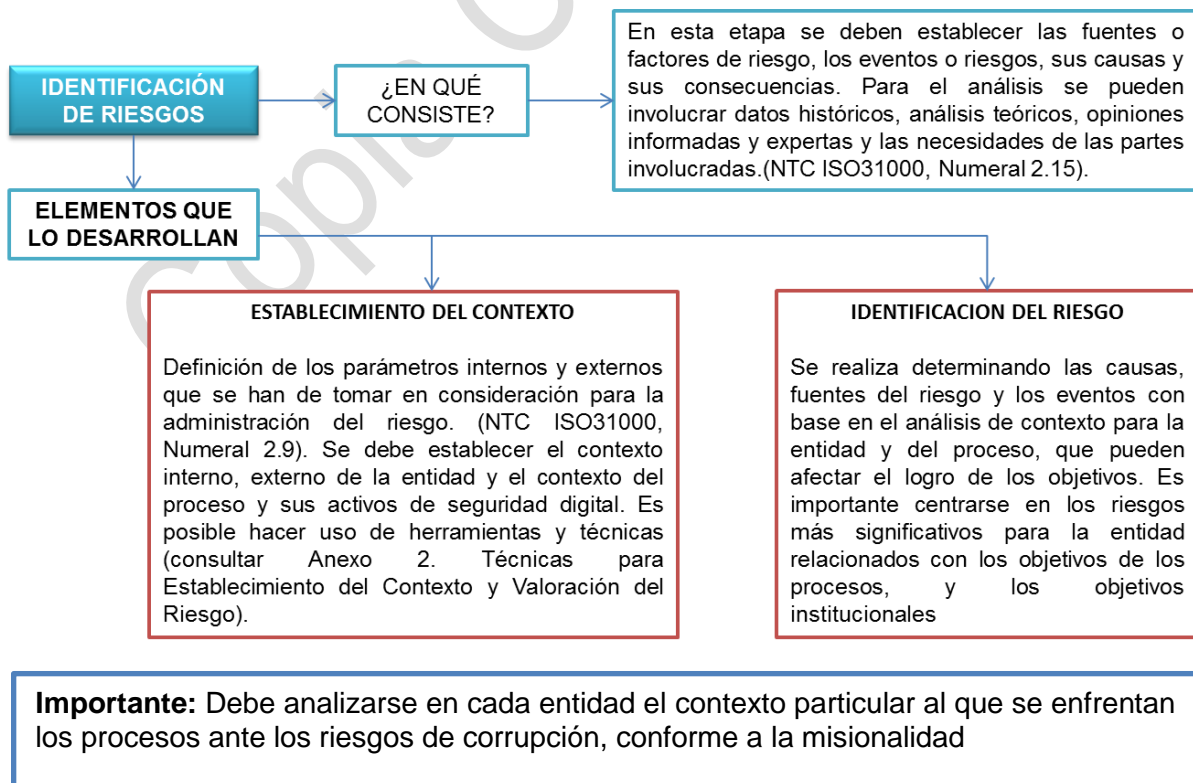 IDENTIFICACIÓN
DE RIESGOS
¿EN QUÉ
CONSISTE?
En esta etapa se deben establecer las fuentes o
factores de riesgo, los eventos o riesgos, sus causas y
sus consecuencias. Para el análisis se pueden
involucrar datos históricos, análisis teóricos, opiniones
informadas y expertas y las necesidades de las partes
involucradas.(NTC ISO31000, Numeral 2.15).
ELEMENTOS QUE
LO DESARROLLAN
ESTABLECIMIENTO DEL CONTEXTO
Definición de los parámetros internos y externos
que se han de tomar en consideración para la
administración del riesgo. (NTC ISO31000,
Numeral 2.9). Se debe establecer el contexto
interno, externo de la entidad y el contexto del
proceso y sus activos de seguridad digital. Es
posible hacer uso de herramientas y técnicas
(consultar Anexo 2. Técnicas para
Establecimiento del Contexto y Valoración del
Riesgo).
IDENTIFICACION DEL RIESGO
Se realiza determinando las causas,
fuentes del riesgo y los eventos con
base en el análisis de contexto para la
entidad y del proceso, que pueden
afectar el logro de los objetivos. Es
importante centrarse en los riesgos
más significativos para la entidad
relacionados con los objetivos de los
procesos, y los objetivos
institucionales
Importante: Debe analizarse en cada entidad el contexto particular al que se enfrentan
los procesos ante los riesgos de corrupción, conforme a la misionalidad
Copia